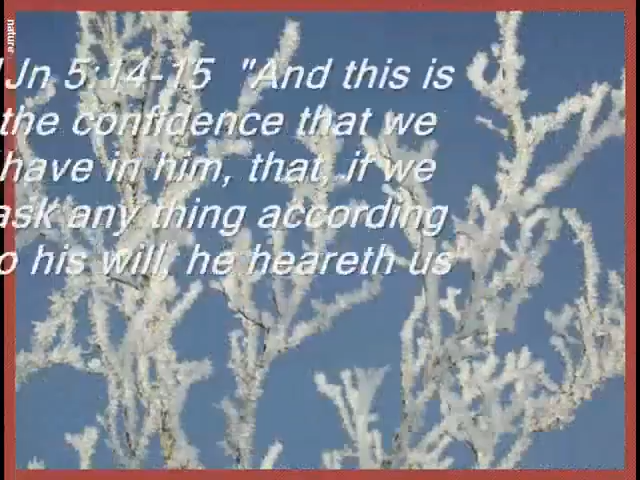 nature
Jn 5:14-15 "And this is
the confidence that we
have in him, that, if we
ask any thing according
o his will, he heareth us